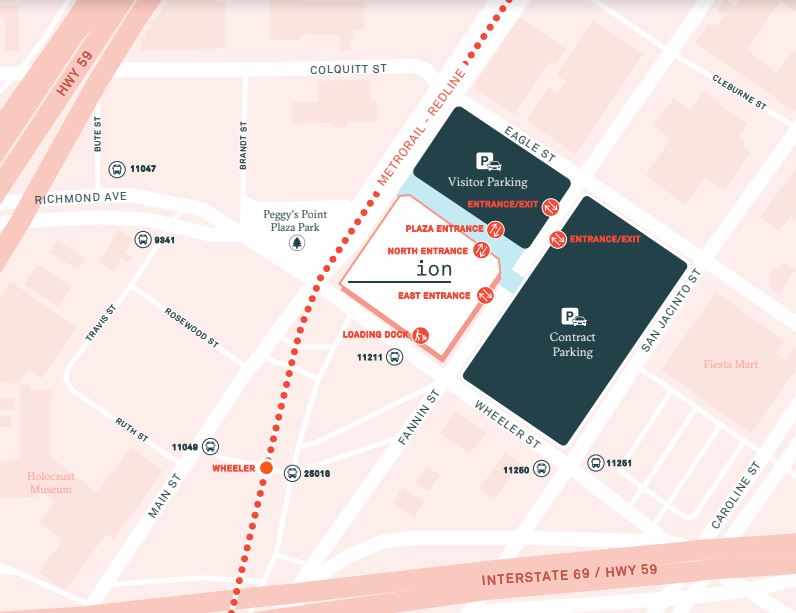 HWY 59
COLQUITT ST
CLEBURNE ST
METRORAIL - REDLINE
BUTE ST
BRANDT ST
EAGLE ST
P
Visitor Parking
11047
RICHMOND AVE
ENTRANCE/EXIT
Peggy's Point
Plaza Park
PLAZA ENTRANCE
9341
ENTRANCE/EXIT
NORTH ENTRANCE
ion
EAST ENTRANCE
SAN JACINTO ST
TRAVIS ST
ROSEWOOD ST
P
Contract
Parking
LOADING DOCK
11211
Fiesta Mart
FANNIN ST
WHEELER ST
RUTH ST
11049
WHEELER
25018
11250
11251
Holocaust
Museum
MAIN ST
CAROLINE ST
INTERSTATE 69 / HWY 59